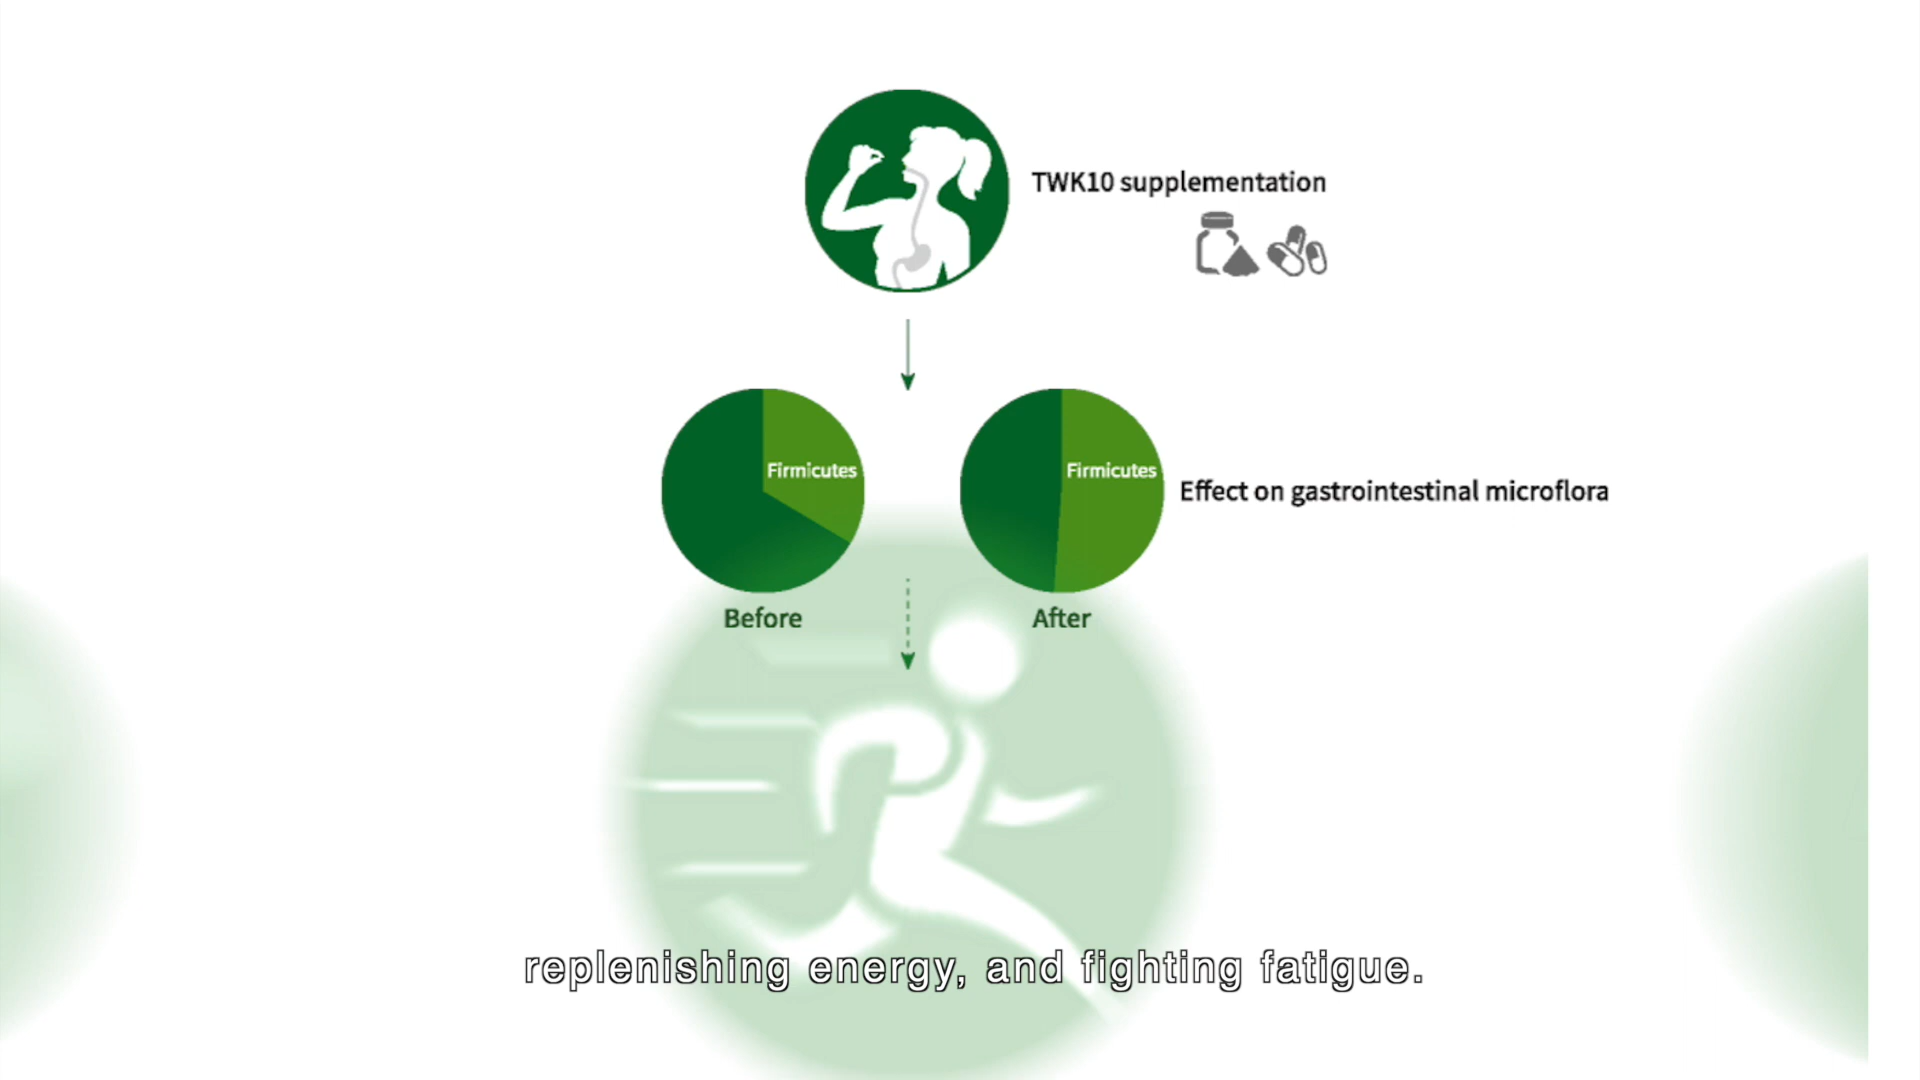 TWK10 supplementation
Firmicutes
Firmicutes
Effect on gastrointestinal microflora
Before
After
replenishing energy, and fighting fatigue.